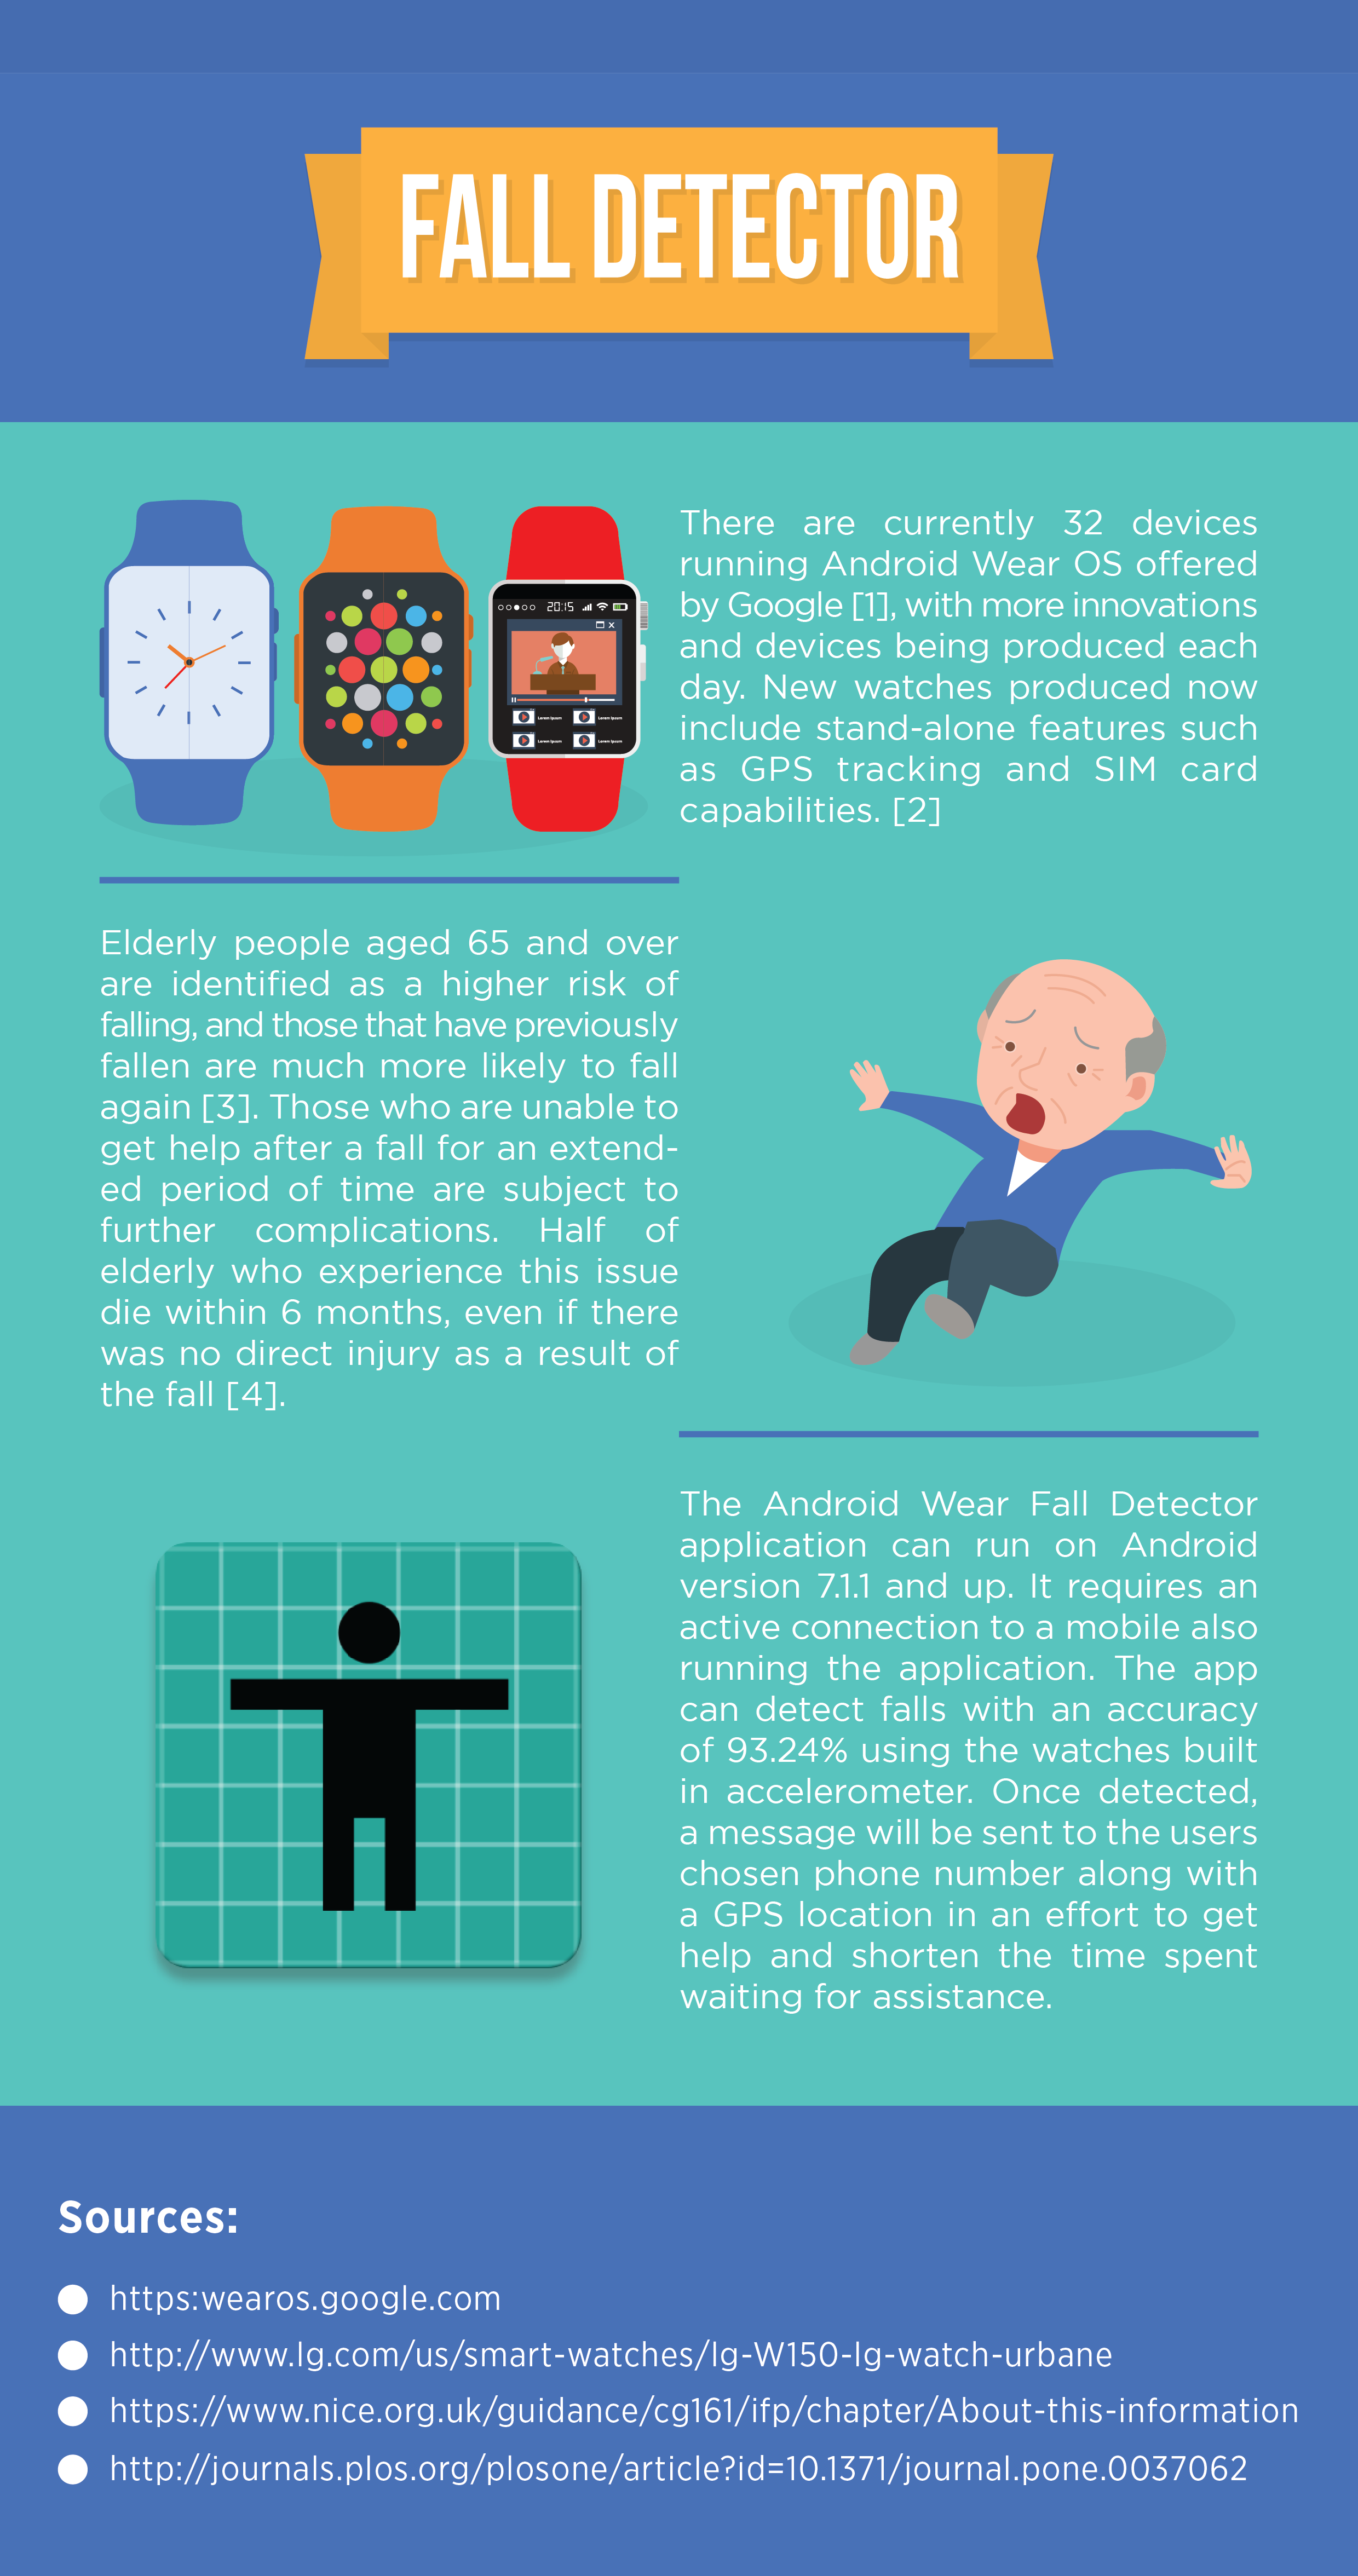 FALL DETECTOR
20:15
Lorem Ipsum
Lorem Ipsum
Lorem Ipsum
Lorem Ipsum
There are currently 32 devices
running Android Wear OS offered
by Google [1], with more innovations
and devices being produced each
day. New watches produced now
include stand-alone features such
as GPS tracking and SIM card
capabilities. [2]
Elderly people aged 65 and over
are identified as a higher risk of
falling, and those that have previously
fallen are much more likely to fall
again [3]. Those who are unable to
get help after a fall for an extend-
ed period of time are subject to
further complications. Half of
elderly who experience this issue
die within 6 months, even if there
was no direct injury as a result of
the fall [4].
The Android Wear Fall Detector
application can run on Android
version 7.1.1 and up. It requires an
active connection to a mobile also
running the application. The app
can detect falls with an accuracy
of 93.24% using the watches built
in accelerometer. Once detected,
a message will be sent to the users
chosen phone number along with
a GPS location in an effort to get
help and shorten the time spent
waiting for assistance.
Sources:
https:wearos.google.com
http://www.lg.com/us/smart-watches/lg-W150-lg-watch-urbane
https://www.nice.org.uk/guidance/cg161/ifp/chapter/About-this-information
http://journals.plos.org/plosone/article?id=10.1371/journal.pone.0037062